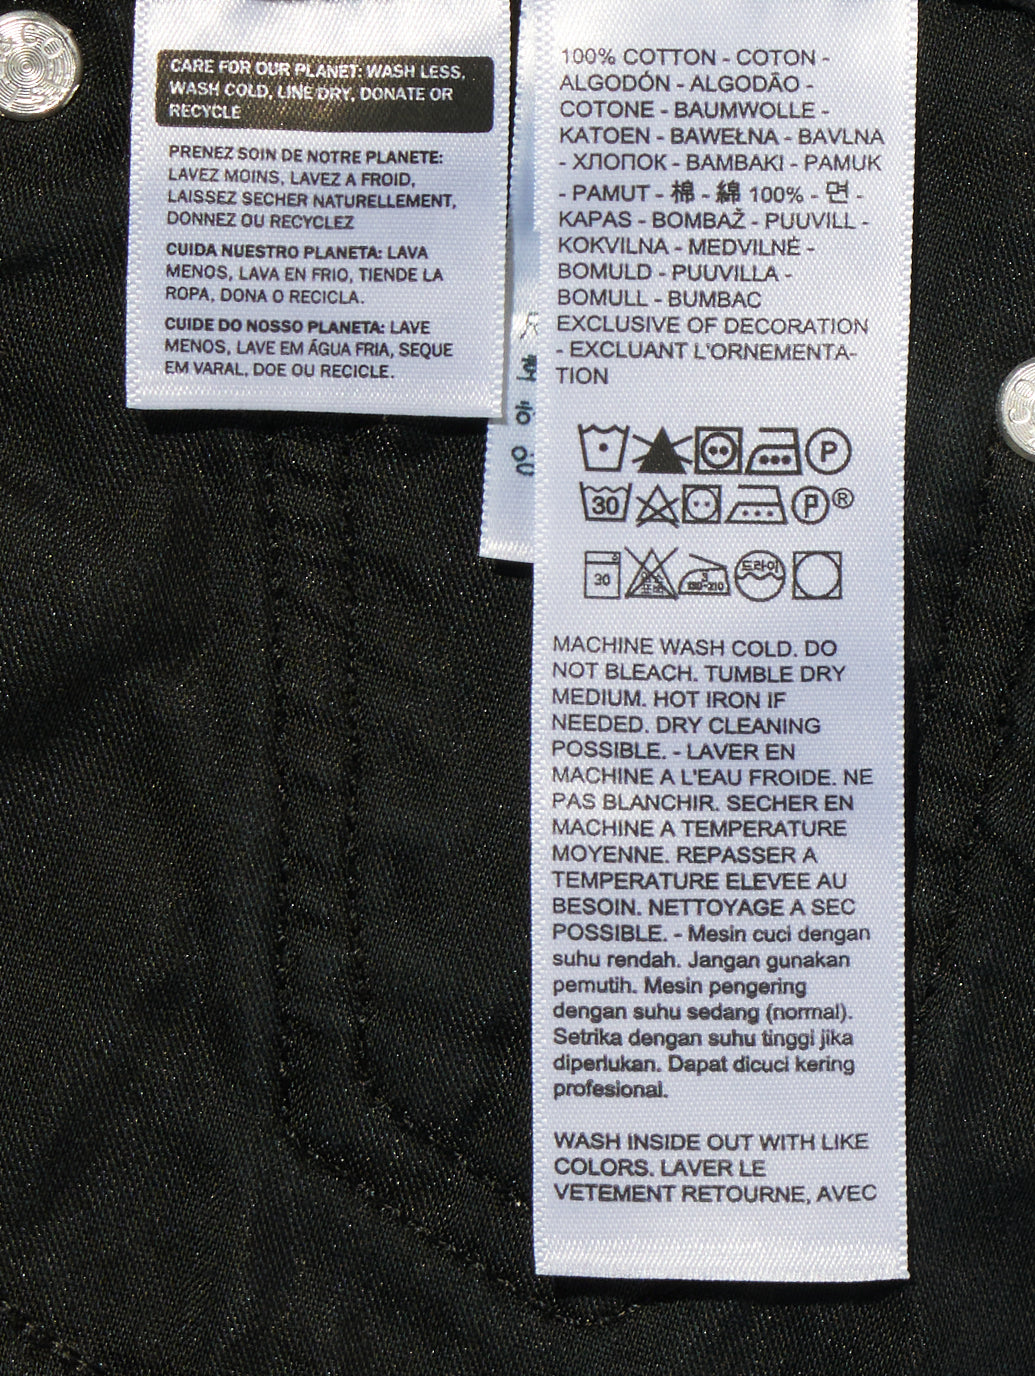 CARE FOR OUR PLANET: WASH LESS,
WASH COLD, LINE DRY, DONATE OR
RECYCLE
PRENEZ SOIN DE NOTRE PLANETE:
LAVEZ MOINS, LAVEZ A FROID,
LAISSEZ SECHER NATURELLEMENT,
DONNEZ OU RECYCLEZ
CUIDA NUESTRO PLANETA: LAVA
MENOS, LAVA EN FRIO, TIENDE LA
ROPA, DONA O RECICLA.
CUIDE DO NOSSO PLANETA: LAVE
MENOS, LAVE EM ÁGUA FRIA, SEQUE
EM VARAL, DOE OU RECICLE.
100% COTTON - COTON -
ALGODÓN - ALGODÃO -
COTONE - BAUMWOLLE -
KATOEN - BAWEŁNA - BAVLNA
- ХЛОПОК - BAMBAKI - PAMUK
- PAMUT - 棉 - 綿 100% - 면 -
KAPAS - BOMBAŽ - PUUVILL -
KOKVILNA - MEDVILNĖ -
BOMULD - PUUVILLA -
BOMULL - BUMBAC
EXCLUSIVE OF DECORATION
- EXCLUANT L'ORNEMENTA-
TION
P
30 P ®
30 3 180-210 드라이
MACHINE WASH COLD. DO
NOT BLEACH. TUMBLE DRY
MEDIUM. HOT IRON IF
NEEDED. DRY CLEANING
POSSIBLE. - LAVER EN
MACHINE A L'EAU FROIDE. NE
PAS BLANCHIR. SECHER EN
MACHINE A TEMPERATURE
MOYENNE. REPASSER A
TEMPERATURE ELEVEE AU
BESOIN. NETTOYAGE A SEC
POSSIBLE. - Mesin cuci dengan
suhu rendah. Jangan gunakan
pemutih. Mesin pengering
dengan suhu sedang (normal).
Setrika dengan suhu tinggi jika
diperlukan. Dapat dicuci kering
profesional.
WASH INSIDE OUT WITH LIKE
COLORS. LAVER LE
VETEMENT RETOURNE, AVEC